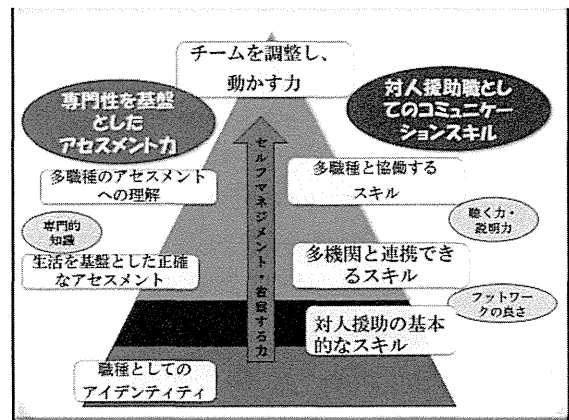 チームを調整し、
動かす力
専門性を基盤
とした
アセスメント力
対人援助職とし
てのコミュニケー
ションスキル
多職種のアセスメント
への理解
多職種と協働する
スキル
専門的
知識
聴く力・
説明力
生活を基盤とした正確
なアセスメント
多機関と連携でき
るスキル
フットワー
クの良さ
対人援助の基本
的なスキル
職種としての
アイデンティティ
セルフマネジメント・省察する力